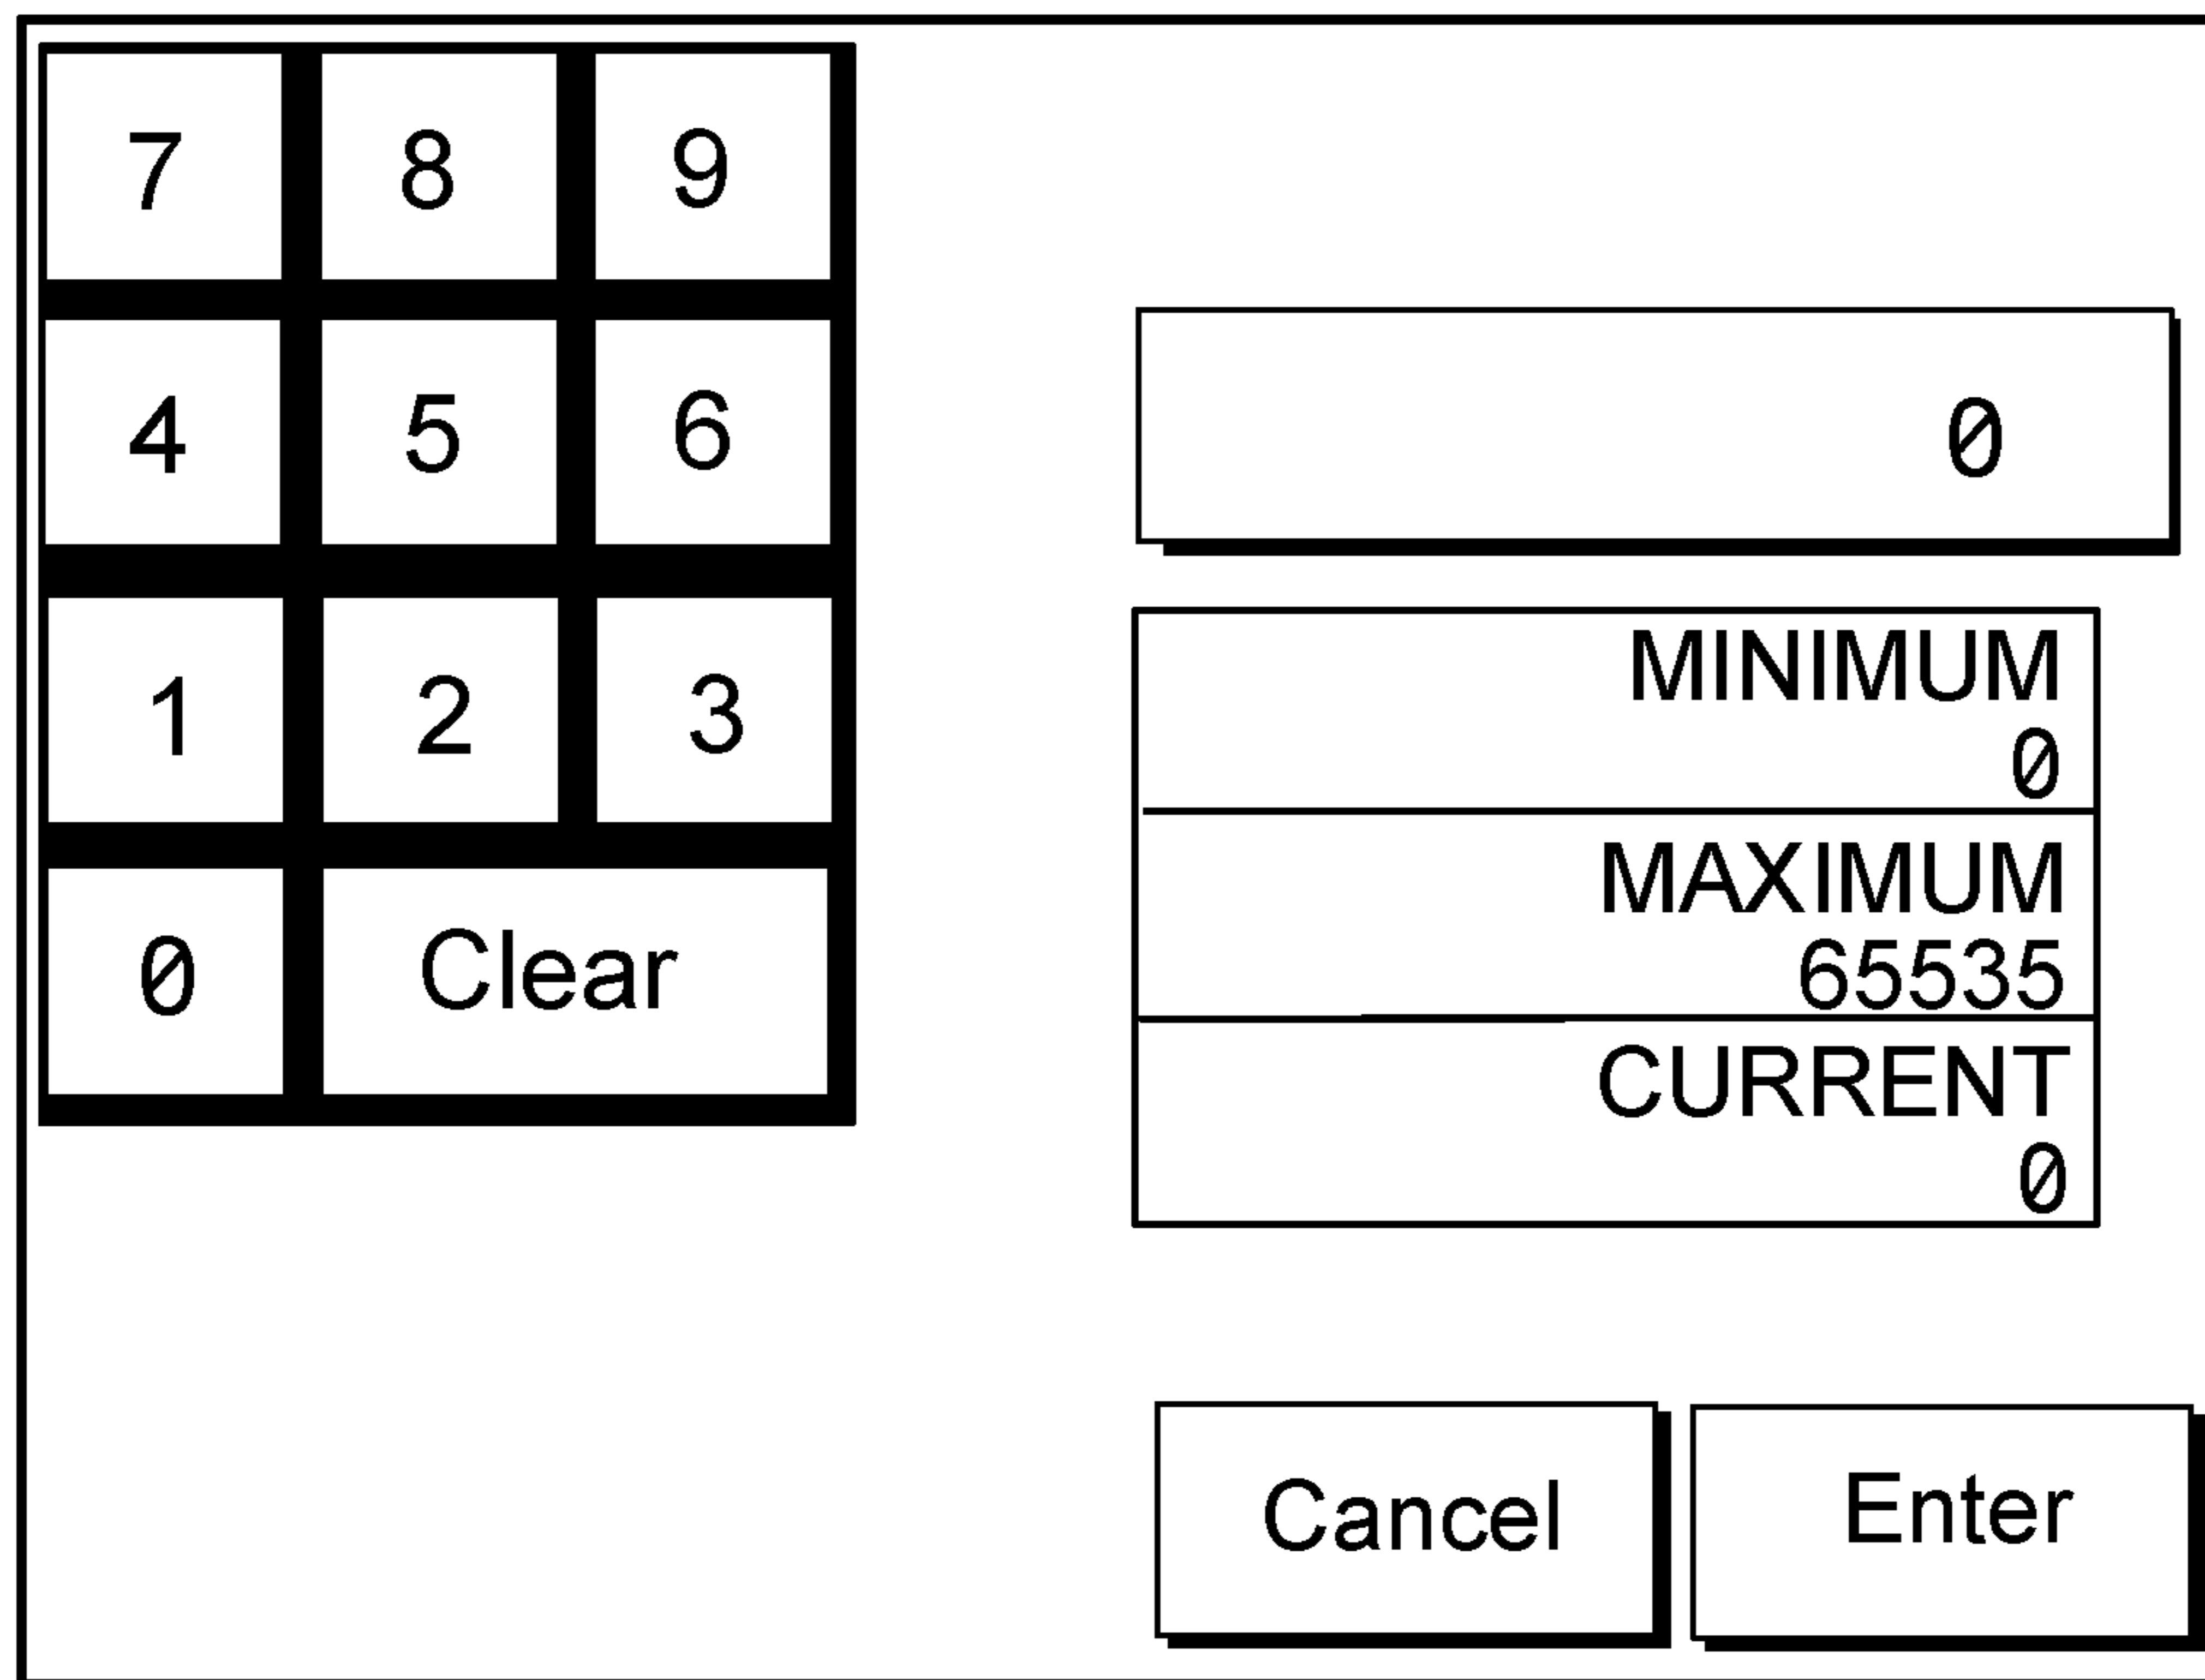 7 8 9
4 5 6
1 2 3
0 Clear
0
MINIMUM
0
MAXIMUM
65535
CURRENT
0
Cancel Enter